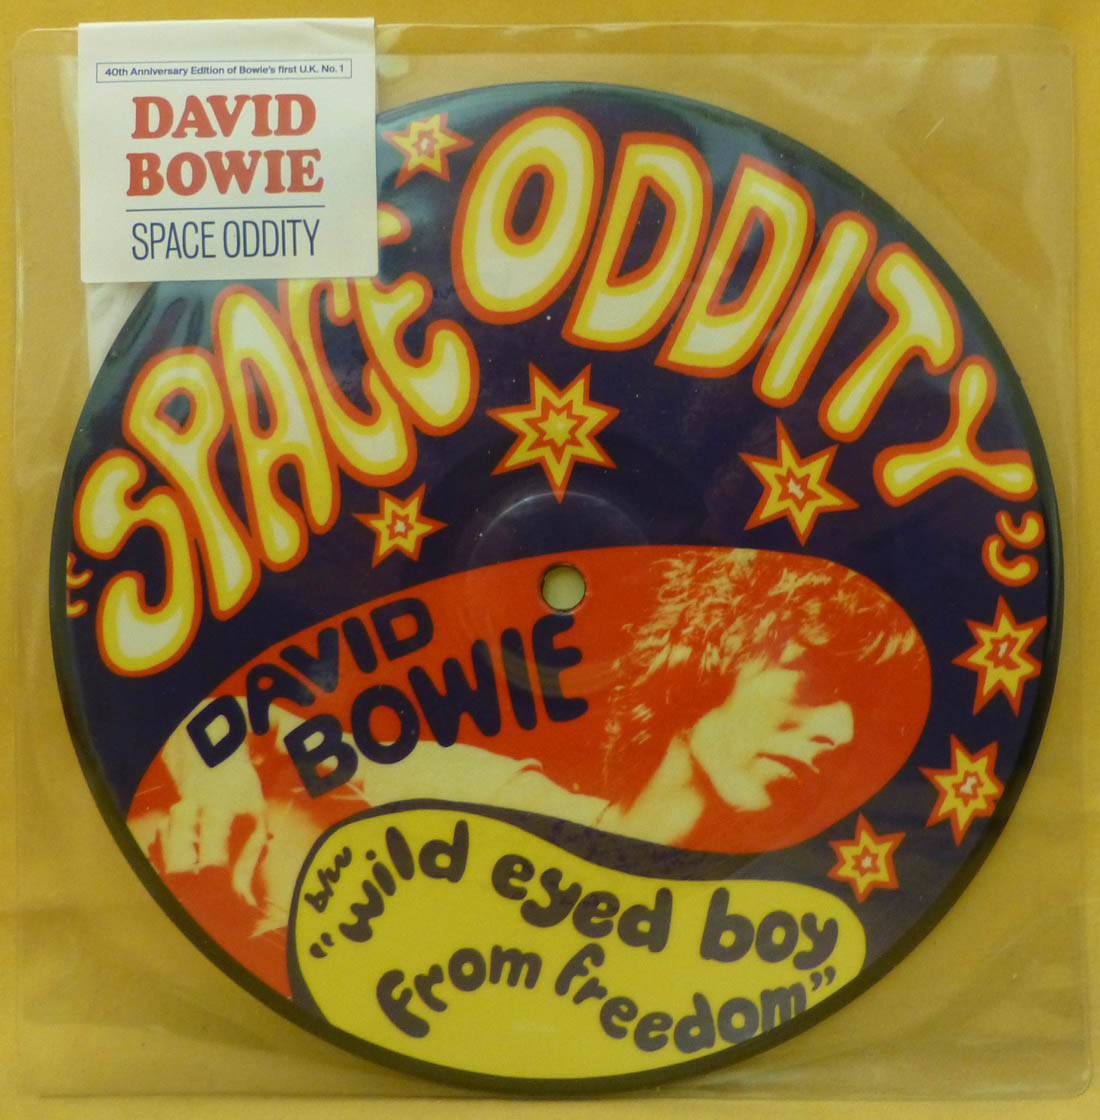 40th Anniversary Edition of Bowie's first U.K. No.1
DAVID
BOWIE
SPACE ODDITY
"SPACE ODDITY"
DAVID
BOWIE
b/w
"wild eyed boy
from freedom"